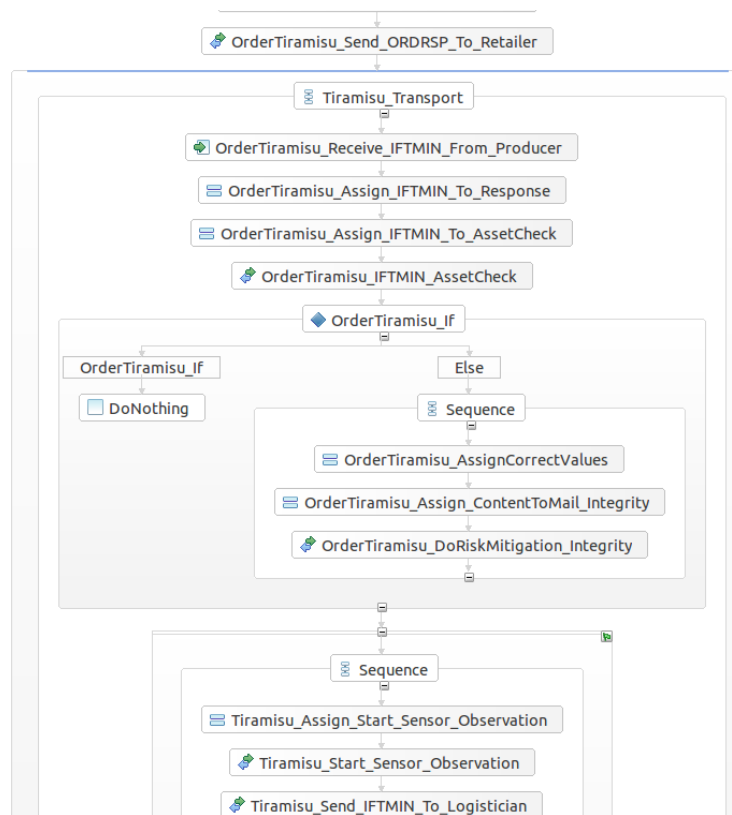 OrderTiramisu_Send_ORDRSP_To_Retailer
Tiramisu_Transport
OrderTiramisu_Receive_IFTMIN_From_Producer
OrderTiramisu_Assign_IFTMIN_To_Response
OrderTiramisu_Assign_IFTMIN_To_AssetCheck
OrderTiramisu_IFTMIN_AssetCheck
OrderTiramisu_If
OrderTiramisu_If
Else
DoNothing
Sequence
OrderTiramisu_AssignCorrectValues
OrderTiramisu_Assign_ContentToMail_Integrity
OrderTiramisu_DoRiskMitigation_Integrity
Sequence
Tiramisu_Assign_Start_Sensor_Observation
Tiramisu_Start_Sensor_Observation
Tiramisu_Send_IFTMIN_To_Logistician